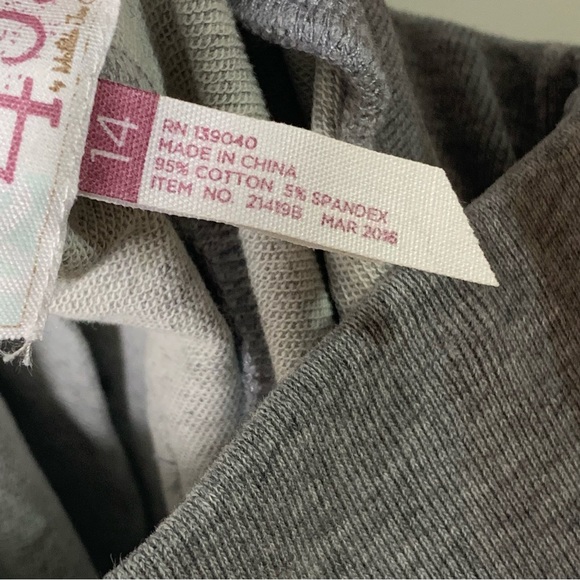 14
RN 139040
MADE IN CHINA
95% COTTON 5% SPANDEX
ITEM NO. 21419B MAR 2016